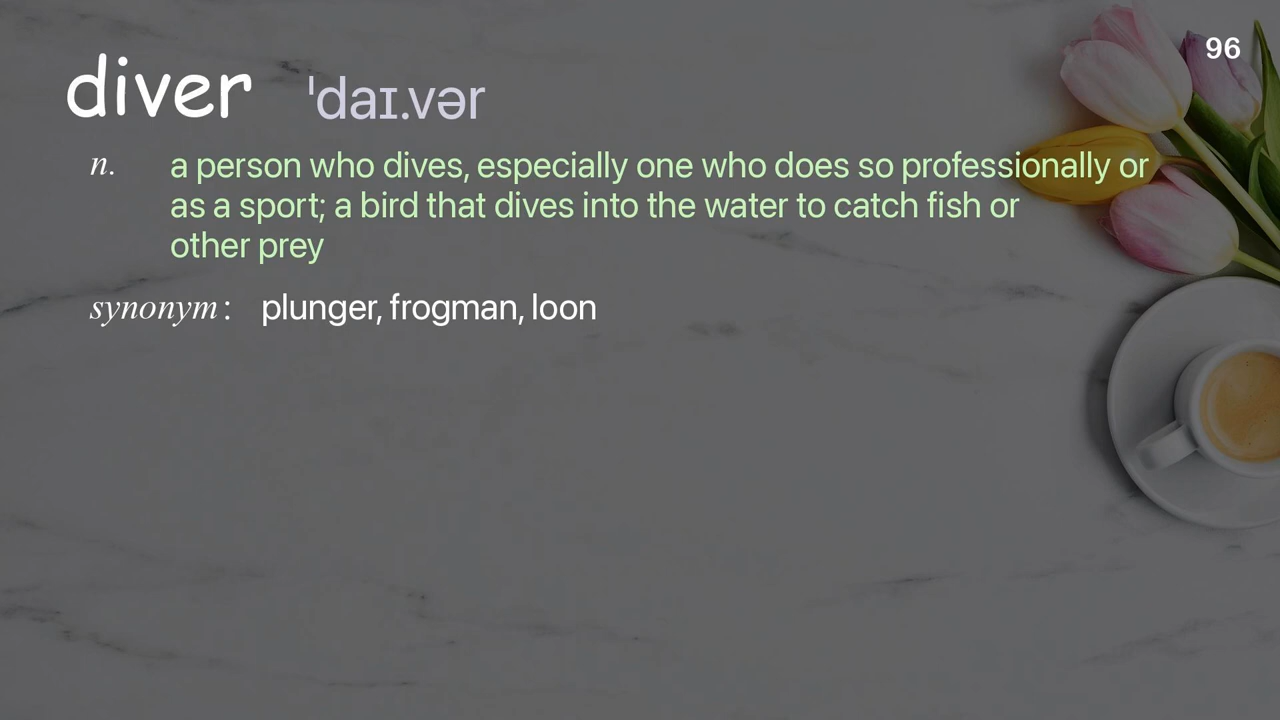 96
diver ˈdaɪ.vər
n. a person who dives, especially one who does so professionally or
as a sport; a bird that dives into the water to catch fish or
other prey
synonym: plunger, frogman, loon